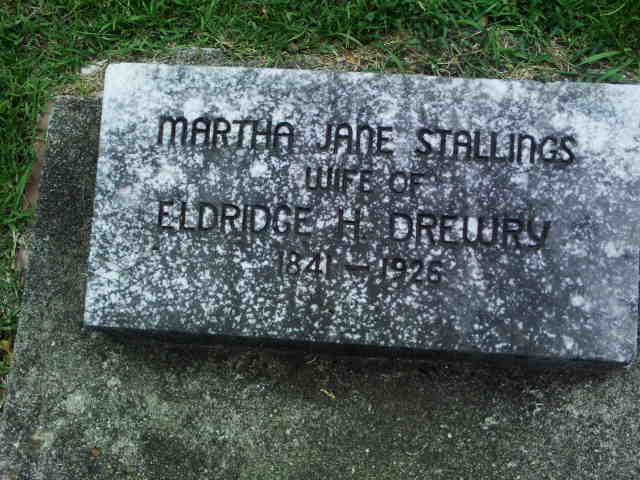 MARTHA JANE STALLINGS
WIFE OF
ELDRIDGE H DREWRY
1841 – 1926